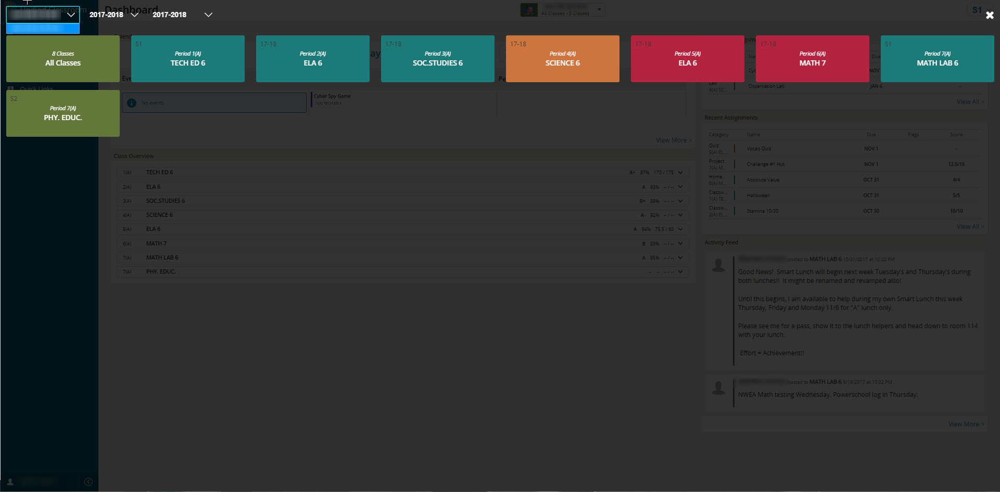 Unified Classroom
Dashboard
All Classes - 8 Classes
S1
2017-2018
2017-2018
8 Classes
All Classes
S1
Period 1(A)
TECH ED 6
17-18
Period 2(A)
ELA 6
17-18
Period 3(A)
SOC.STUDIES 6
17-18
Period 4(A)
SCIENCE 6
17-18
Period 5(A)
ELA 6
17-18
Period 6(A)
MATH 7
S1
Period 7(A)
MATH LAB 6
S2
Period 7(A)
PHY. EDUC.
Quick Links
No events
Cyber Spy Game
1(A) TECH ED 6
View More >
Class Overview
1(A) TECH ED 6 A+ 97% 170 / 175
2(A) ELA 6 A 93% -- / --
3(A) SOC.STUDIES 6 B+ 89% -- / --
4(A) SCIENCE 6 A- 92% -- / --
5(A) ELA 6 A 94% 75.5 / 80
6(A) MATH 7 B 83% -- / --
7(A) MATH LAB 6 A 95% -- / --
7(A) PHY. EDUC. -- -- -- / --
Due
NOV
Lab
4(A) SC... Observation Lab JAN 6 --
View All >
Recent Assignments
Category Name Due Flags Score
Quiz
5(A) EL... Vocab Quiz NOV 1 --
Project
7(A) M... Challenge #1 Hut NOV 1 12.5/15
Home...
6(A) M... Absolute Value OCT 31 4/4
Classw...
1(A) TE... Halloween OCT 31 5/5
Classw...
2(A) EL... Stamina 10/30 OCT 30 10/10
View All >
Activity Feed
posted to MATH LAB 6 10/31/2017 at 10:20 PM
Good News!  Smart Lunch will begin next week Tuesday's and Thursday's during
both lunches!!  It might be renamed and revamped also!
Until this begins, I am available to help during my own Smart Lunch this week
Thursday, Friday and Monday 11/6 for "A" lunch only.
Please see me for a pass, show it to the lunch helpers and head down to room 114
with your lunch.
Effort = Achievement!!
posted to MATH LAB 6 9/19/2017 at 10:02 PM
NWEA Math testing Wednesday. Powerschool log in Thursday.
View More >